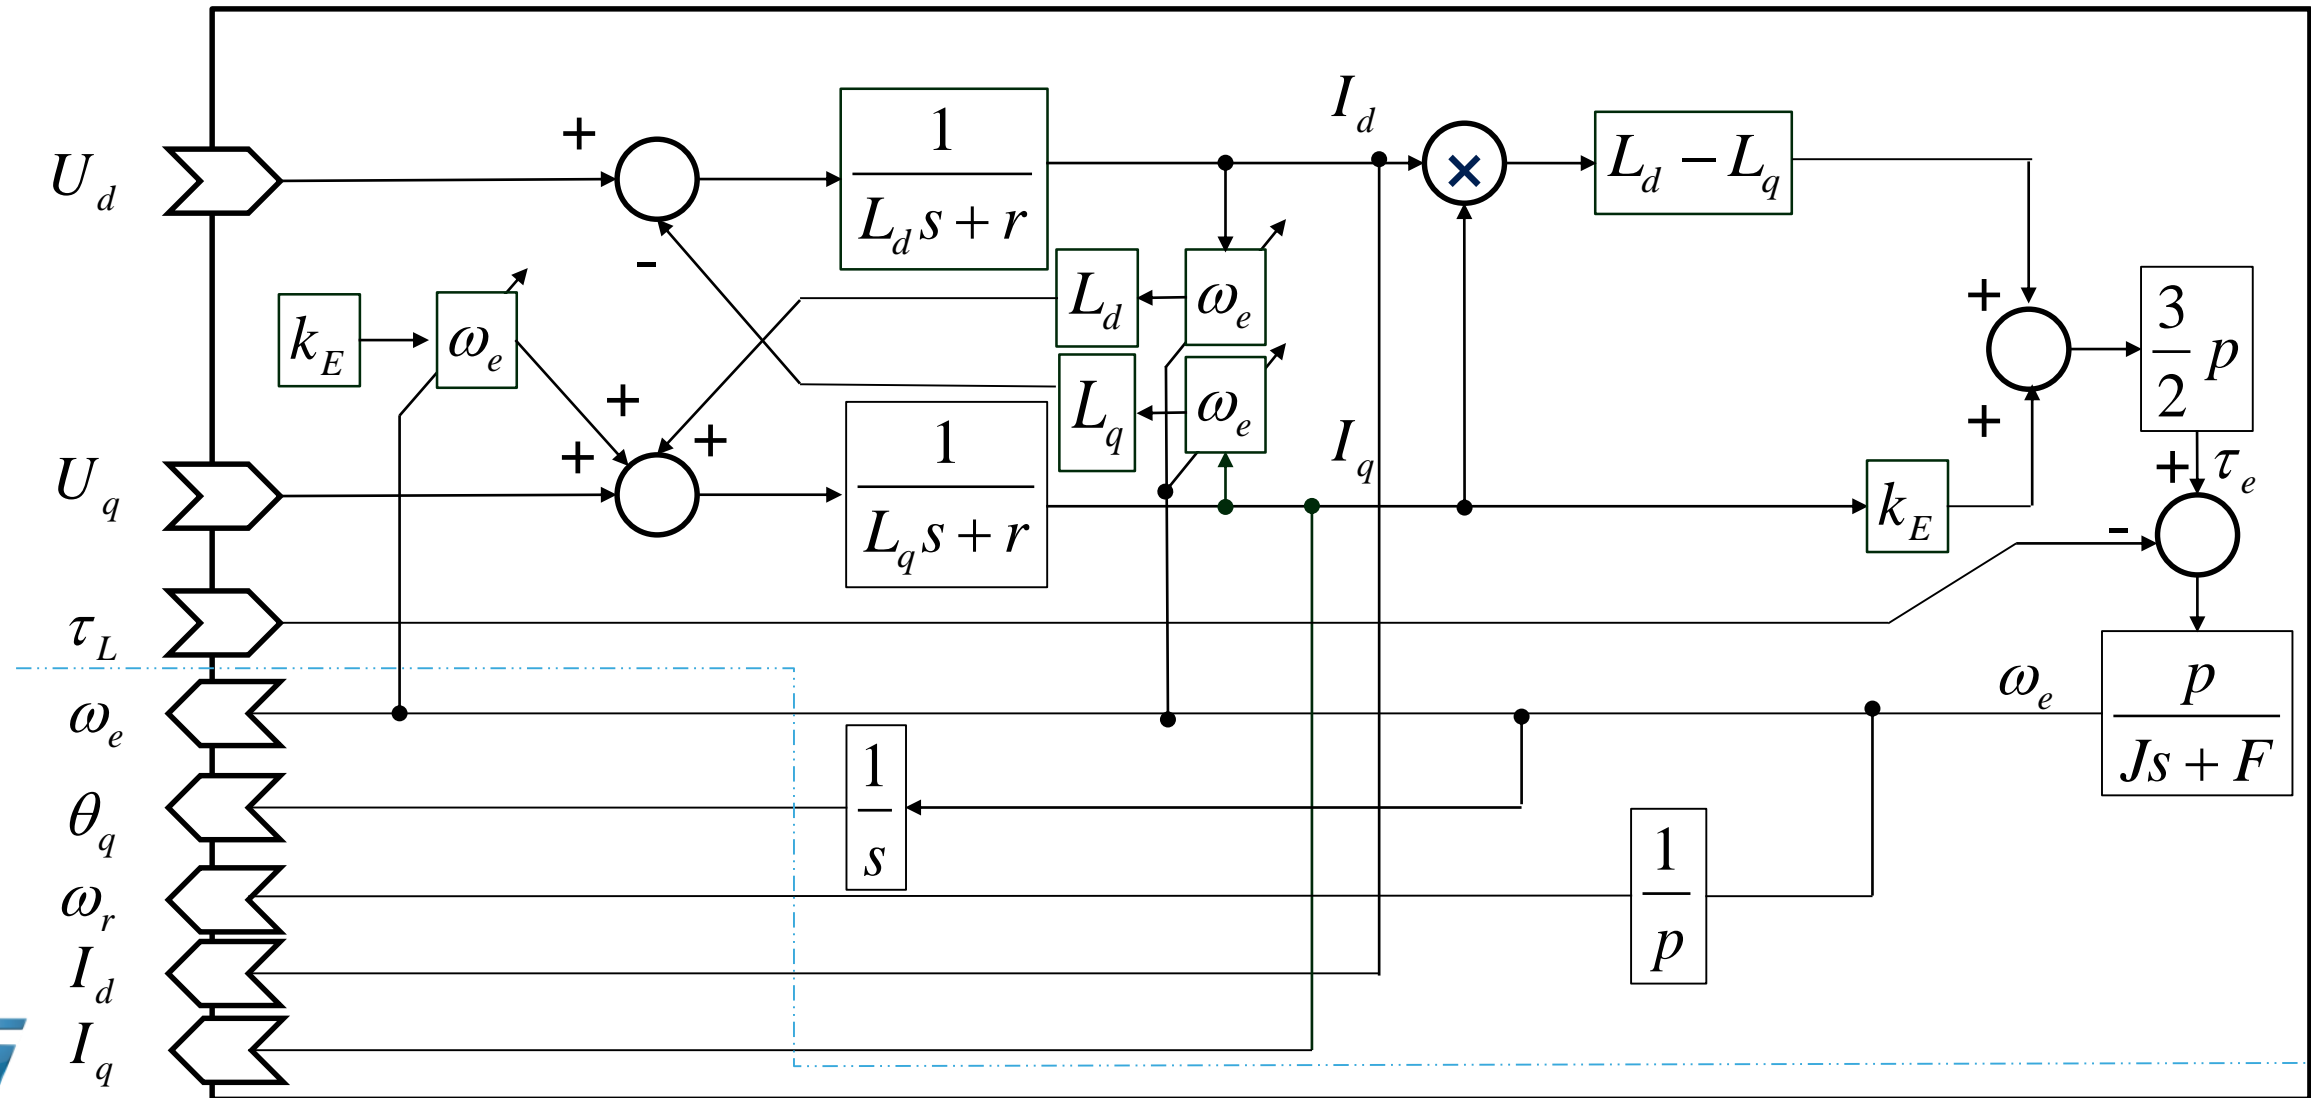 U_d
+
-
1
L_d s + r
I_d
×
L_d − L_q
k_E
ω_e
L_d
ω_e
L_q
ω_e
+
+
3
2
p
U_q
+
+
+
1
L_q s + r
I_q
k_E
+
τ_e
-
τ_L
ω_e
ω_e
p
Js + F
θ_q
1
s
ω_r
1
p
I_d
I_q